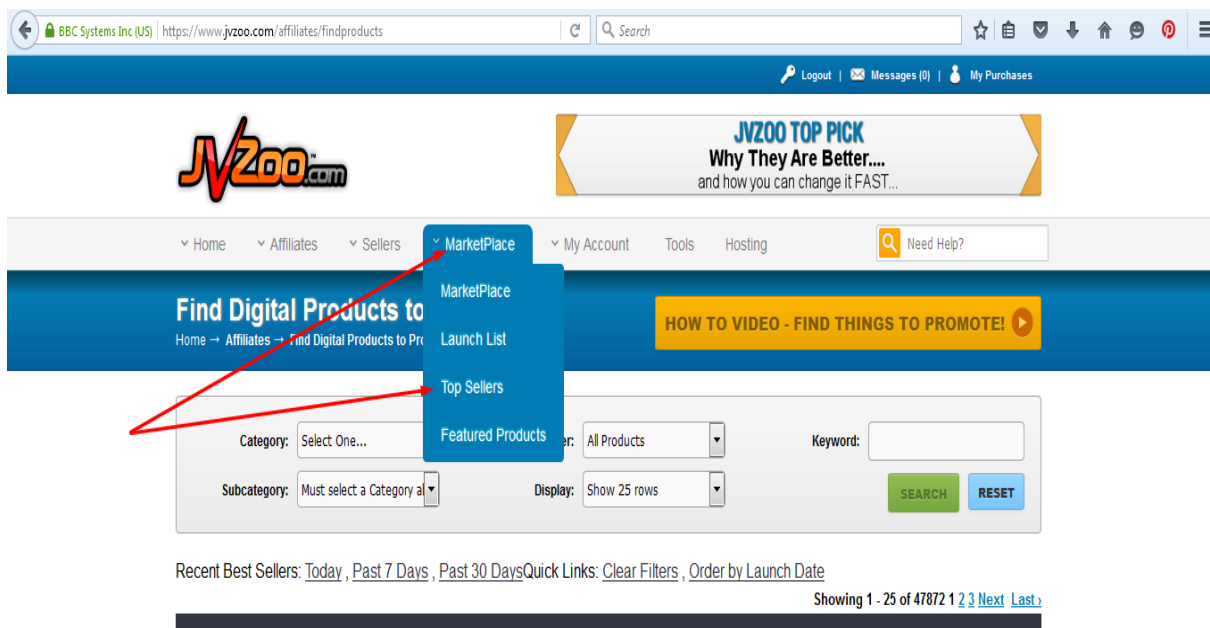 BBC Systems Inc (US) https://www.jvzoo.com/affiliates/findproducts Search
Logout | Messages (0) | My Purchases
JVZoo.com™
JVZOO TOP PICK
Why They Are Better....
and how you can change it FAST...
Home Affiliates Sellers MarketPlace My Account Tools Hosting Need Help?
MarketPlace
Launch List
Top Sellers
Featured Products
Find Digital Products to
Home → Affiliates → Find Digital Products to
HOW TO VIDEO - FIND THINGS TO PROMOTE!
Category: Select One... All Products Keyword:
Subcategory: Must select a Category Display: Show 25 rows SEARCH RESET
Recent Best Sellers: Today , Past 7 Days , Past 30 DaysQuick Links: Clear Filters , Order by Launch Date
Showing 1 - 25 of 47872 1 2 3 Next Last ›